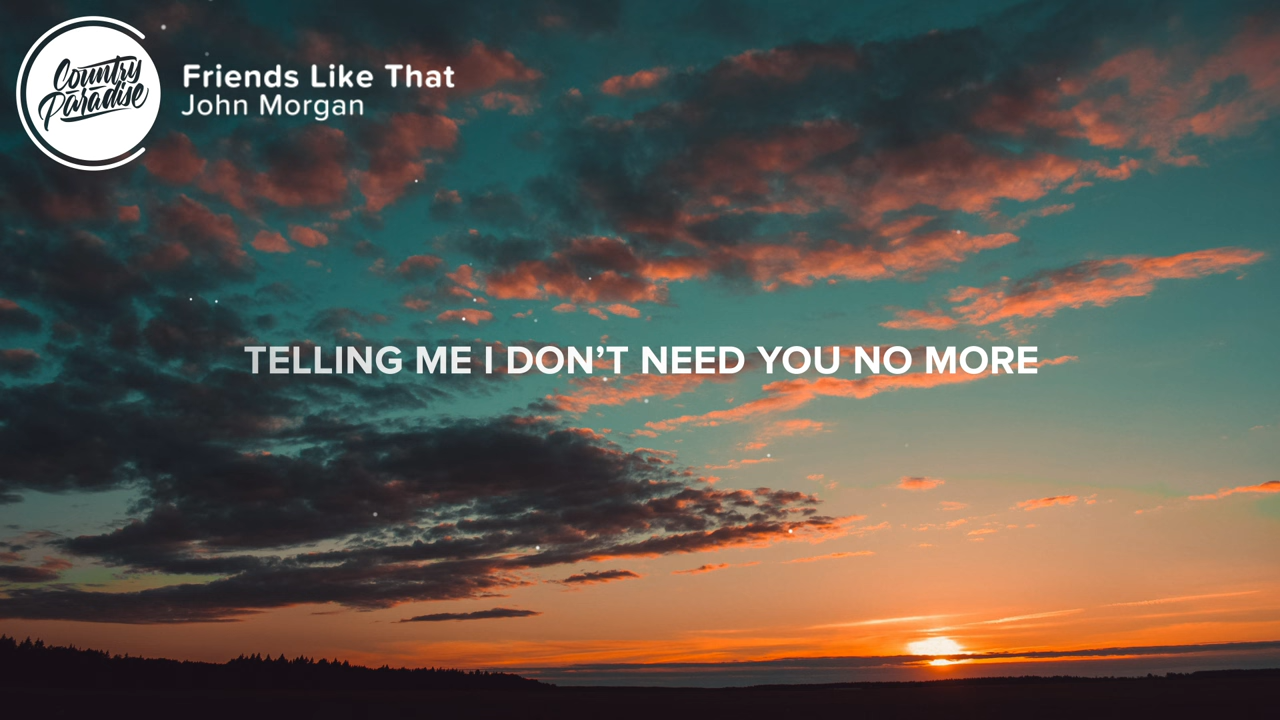 Country
Paradise
Friends Like That
John Morgan
TELLING ME I DON’T NEED YOU NO MORE